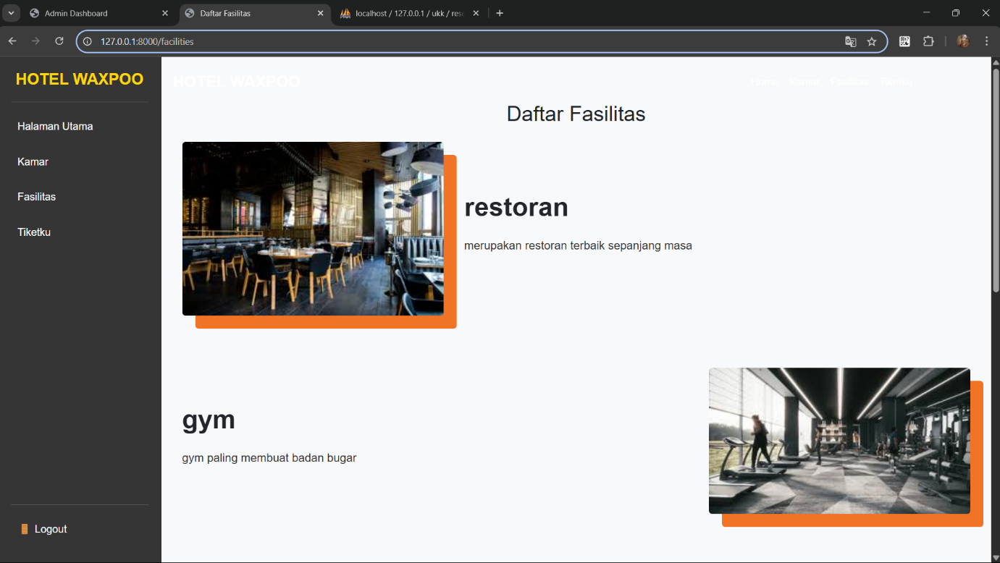 Admin Dashboard
Daftar Fasilitas
localhost / 127.0.0.1 / ukk / res
127.0.0.1:8000/facilities
HOTEL WAXPOO
Halaman Utama
Kamar
Fasilitas
Tiketku
Logout
HOTEL WAXPOO
Home Kamar Fasilitas Tiketku
Daftar Fasilitas
restoran
merupakan restoran terbaik sepanjang masa
gym
gym paling membuat badan bugar